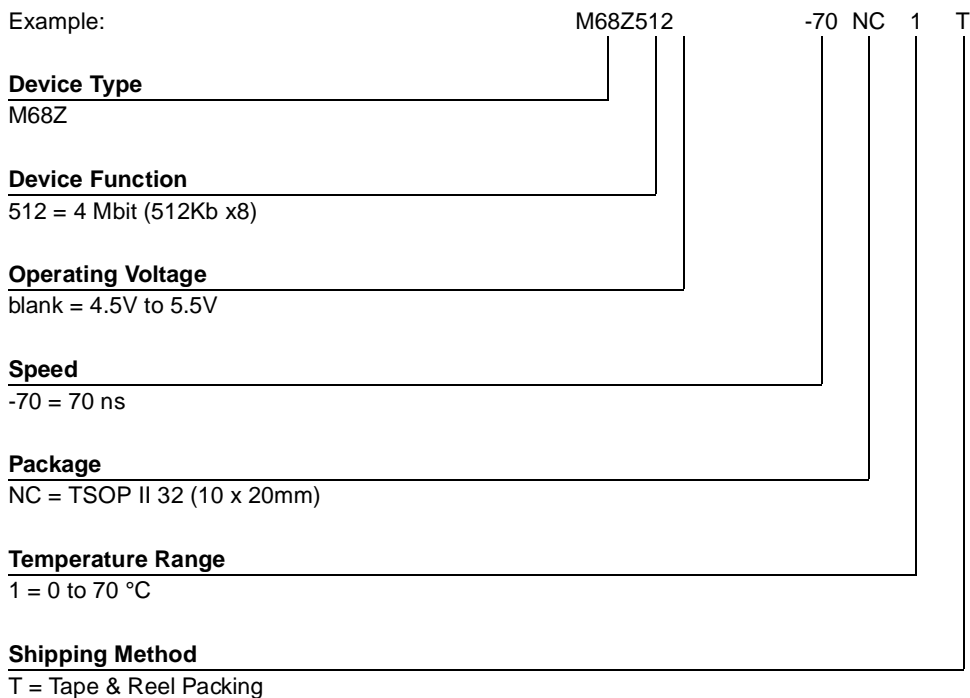 Example: M68Z512 -70 NC 1 T
Device Type
M68Z
Device Function
512 = 4 Mbit (512Kb x8)
Operating Voltage
blank = 4.5V to 5.5V
Speed
-70 = 70 ns
Package
NC = TSOP II 32 (10 x 20mm)
Temperature Range
1 = 0 to 70 °C
Shipping Method
T = Tape & Reel Packing